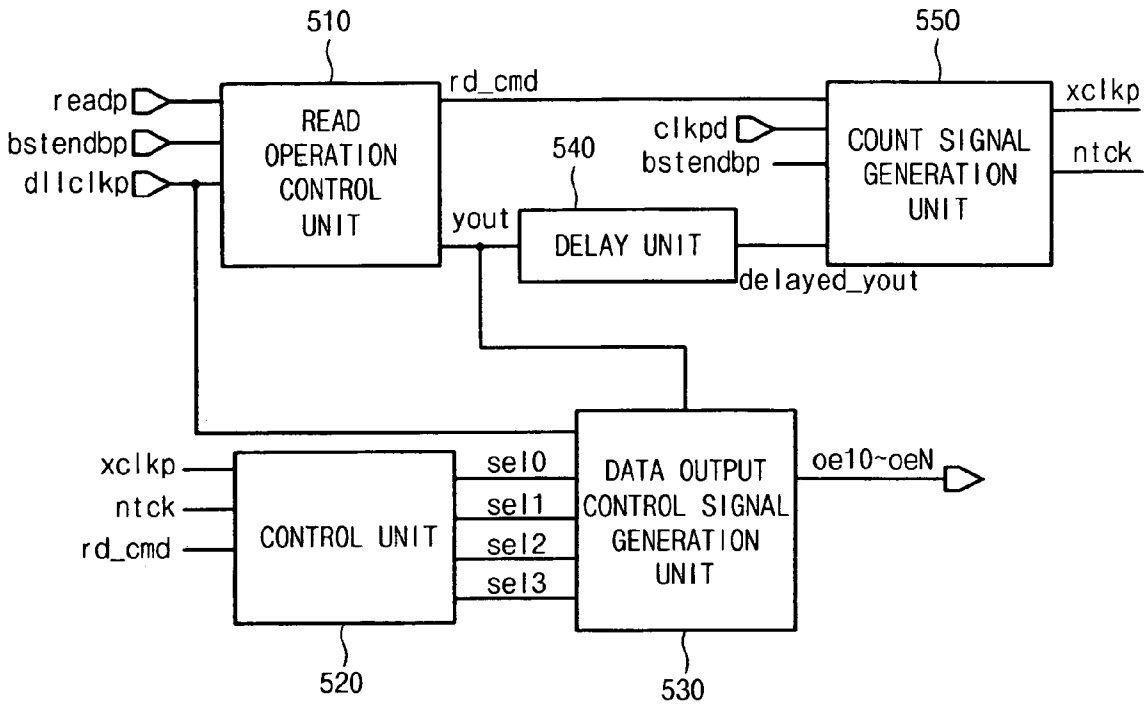 510
550
readp
bstendbp
dllclkp
READ
OPERATION
CONTROL
UNIT
rd_cmd
yout
540
DELAY UNIT
delayed_yout
clkpd
bstendbp
COUNT SIGNAL
GENERATION
UNIT
xclkp
ntck
xclkp
ntck
rd_cmd
CONTROL UNIT
520
sel0
sel1
sel2
sel3
DATA OUTPUT
CONTROL SIGNAL
GENERATION
UNIT
530
oe10~oeN